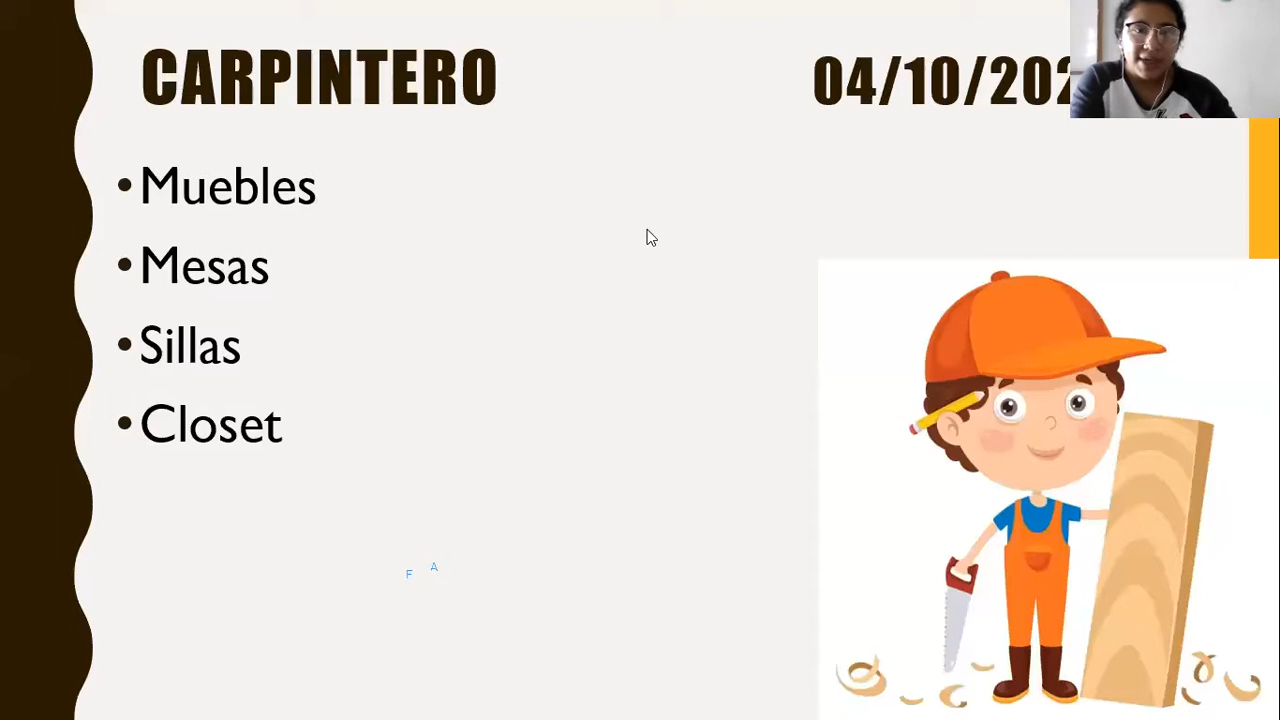 CARPINTERO
04/10/202
Muebles
Mesas
Sillas
Closet
F A